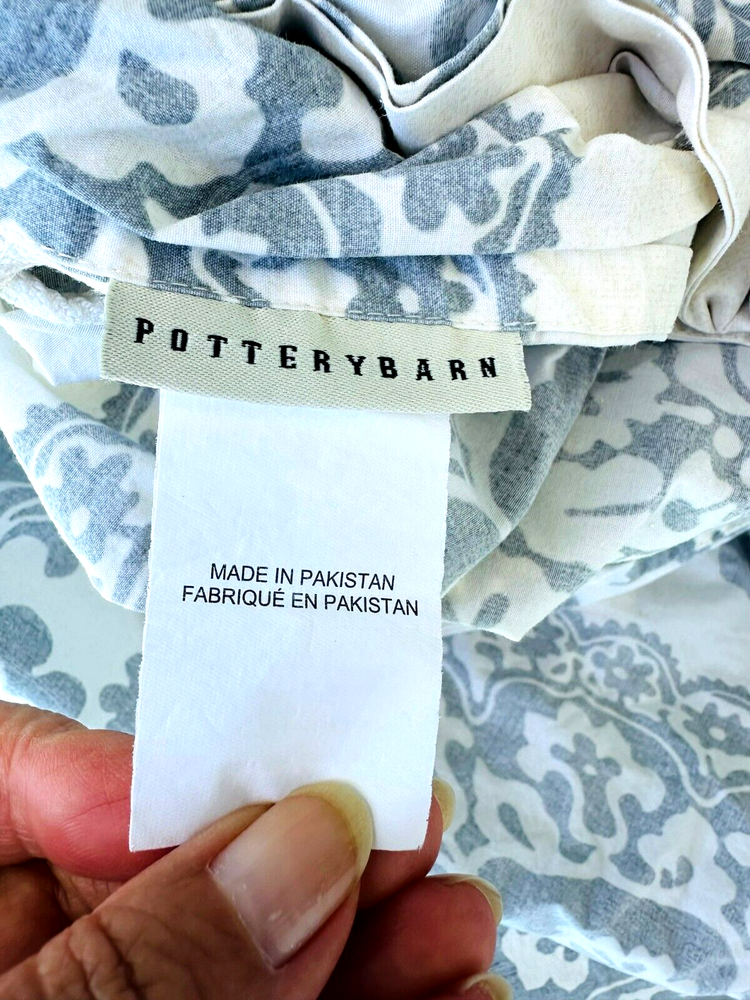 POTTERYBARN
MADE IN PAKISTAN
FABRIQUÉ EN PAKISTAN